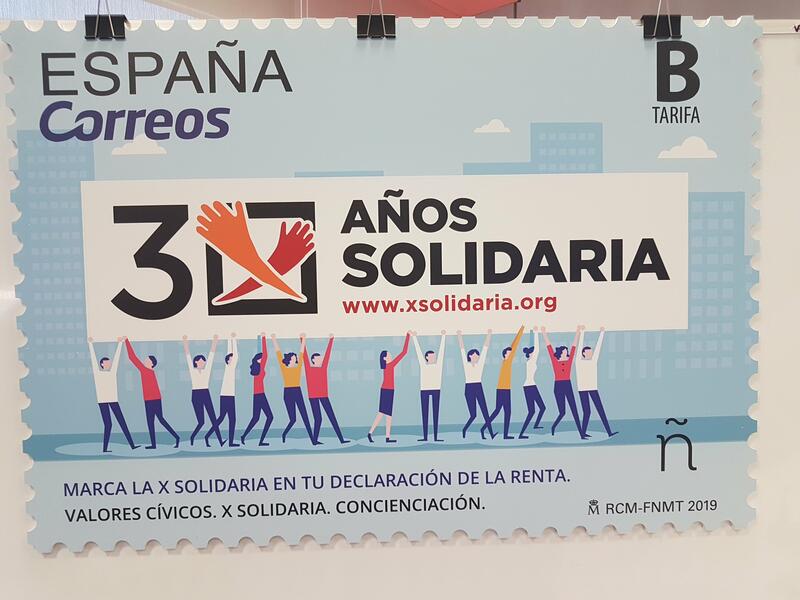 ESPAÑA
Correos
B
TARIFA
30 AÑOS
SOLIDARIA
www.xsolidaria.org
ñ
MARCA LA X SOLIDARIA EN TU DECLARACIÓN DE LA RENTA.
VALORES CÍVICOS. X SOLIDARIA. CONCIENCIACIÓN.
RCM-FNMT 2019